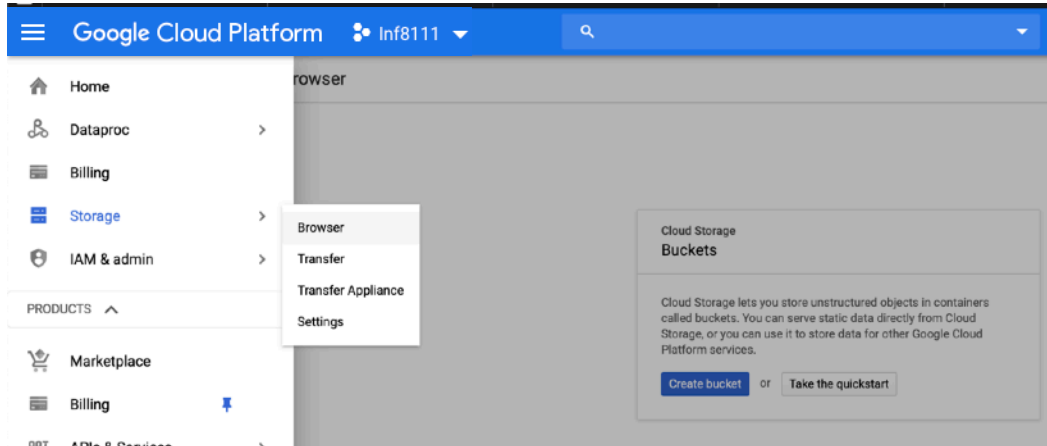 Google Cloud Platform
Inf8111
rowser
Home
Dataproc
Billing
Storage
IAM & admin
PRODUCTS
Marketplace
Billing
APIs & Services
Browser
Transfer
Transfer Appliance
Settings
Cloud Storage
Buckets
Cloud Storage lets you store unstructured objects in containers
called buckets. You can serve static data directly from Cloud
Storage, or you can use it to store data for other Google Cloud
Platform services.
Create bucket or Take the quickstart